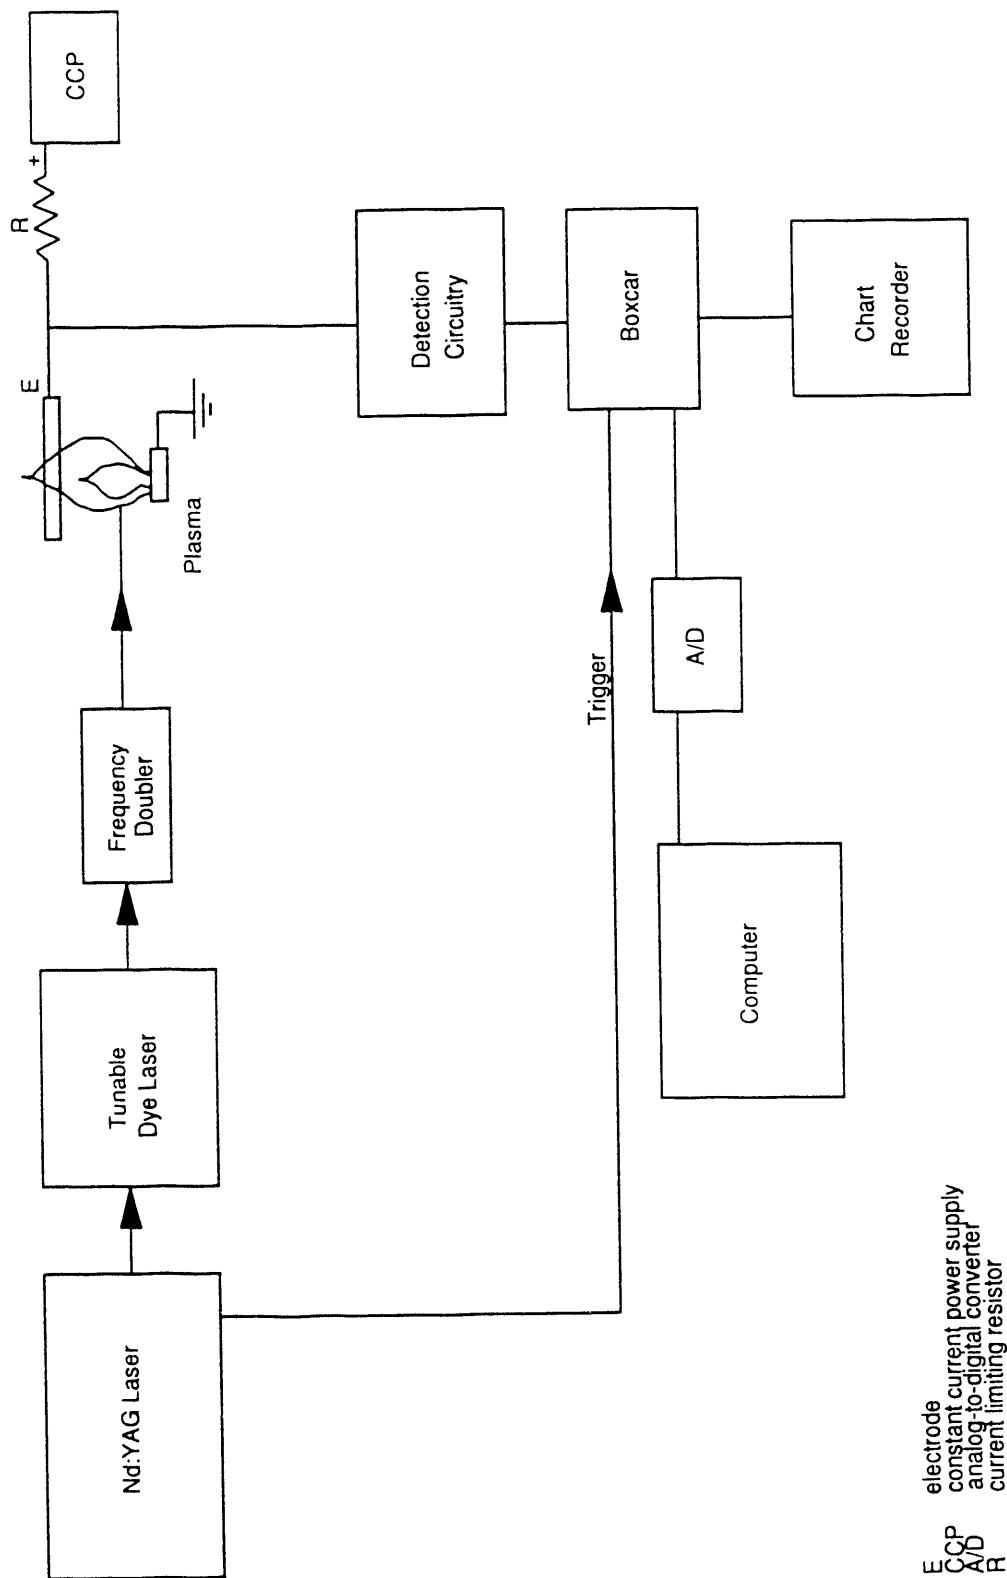 Nd:YAG Laser
Tunable
Dye Laser
Frequency
Doubler
Plasma
E
R
+
CCP
Detection
Circuitry
Trigger
Boxcar
A/D
Computer
Chart
Recorder
E electrode
CCP constant current power supply
A/D analog-to-digital converter
R current limiting resistor